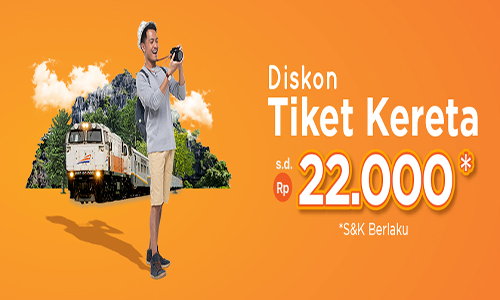 Diskon
Tiket Kereta
s.d.
Rp 22.000*
*S&K Berlaku